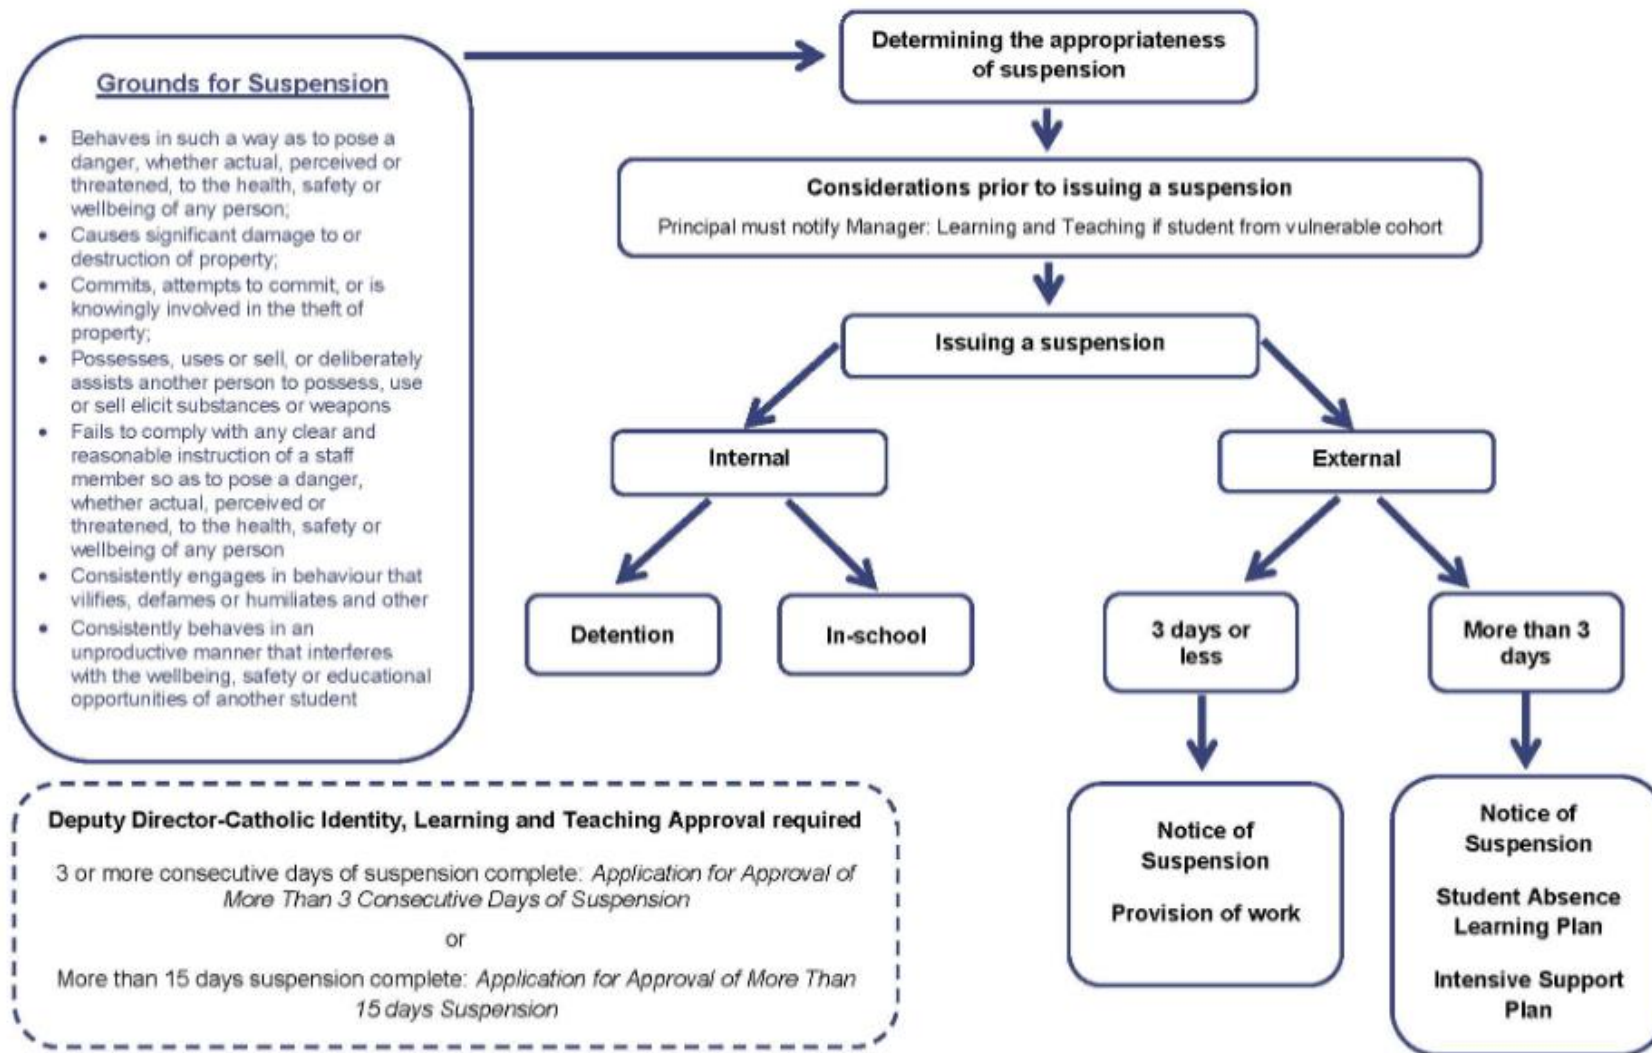 Grounds for Suspension
• Behaves in such a way as to pose a
danger, whether actual, perceived or
threatened, to the health, safety or
wellbeing of any person;
• Causes significant damage to or
destruction of property;
• Commits, attempts to commit, or is
knowingly involved in the theft of
property;
• Possesses, uses or sell, or deliberately
assists another person to possess, use
or sell elicit substances or weapons
• Fails to comply with any clear and
reasonable instruction of a staff
member so as to pose a danger,
whether actual, perceived or
threatened, to the health, safety or
wellbeing of any person
• Consistently engages in behaviour that
vilifies, defames or humiliates and other
• Consistently behaves in an
unproductive manner that interferes
with the wellbeing, safety or educational
opportunities of another student
Determining the appropriateness
of suspension
Considerations prior to issuing a suspension
Principal must notify Manager: Learning and Teaching if student from vulnerable cohort
Issuing a suspension
Internal
External
Detention
In-school
3 days or
less
More than 3
days
Notice of
Suspension
Provision of work
Notice of
Suspension
Student Absence
Learning Plan
Intensive Support
Plan
Deputy Director-Catholic Identity, Learning and Teaching Approval required
3 or more consecutive days of suspension complete: Application for Approval of
More Than 3 Consecutive Days of Suspension
or
More than 15 days suspension complete: Application for Approval of More Than
15 days Suspension